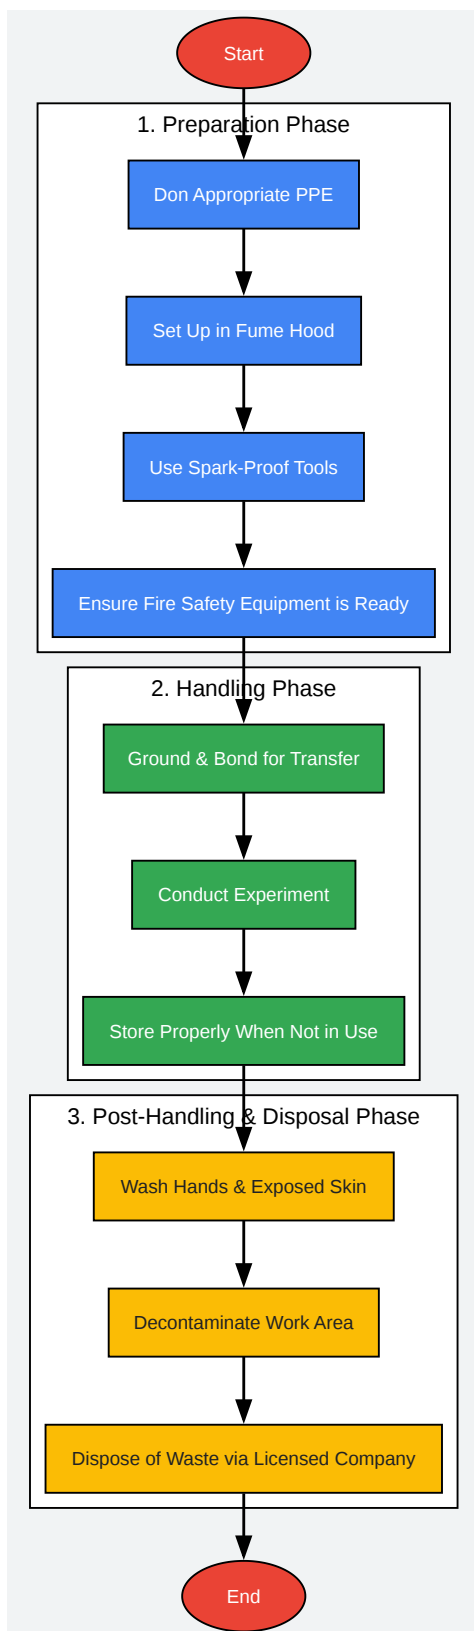 Start
1. Preparation Phase
Don Appropriate PPE
Set Up in Fume Hood
Use Spark-Proof Tools
Ensure Fire Safety Equipment is Ready
2. Handling Phase
Ground & Bond for Transfer
Conduct Experiment
Store Properly When Not in Use
3. Post-Handling & Disposal Phase
Wash Hands & Exposed Skin
Decontaminate Work Area
Dispose of Waste via Licensed Company
End